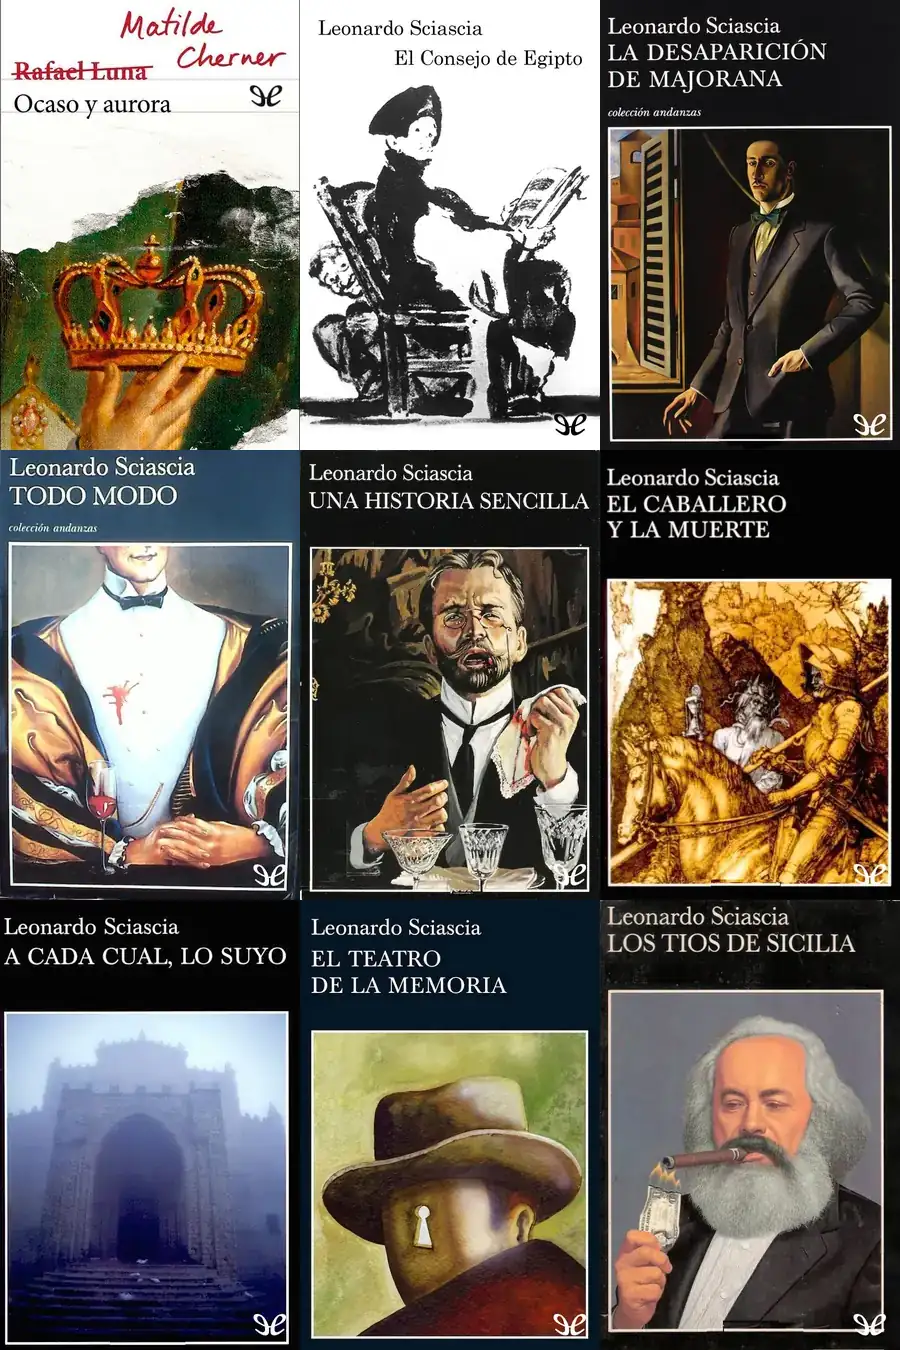 Matilde
Cherner
Rafael Luna
Ocaso y aurora
Leonardo Sciascia
El Consejo de Egipto
Leonardo Sciascia
LA DESAPARICIÓN
DE MAJORANA
colección andanzas
Leonardo Sciascia
TODO MODO
colección andanzas
Leonardo Sciascia
UNA HISTORIA SENCILLA
Leonardo Sciascia
EL CABALLERO
Y LA MUERTE
Leonardo Sciascia
A CADA CUAL, LO SUYO
Leonardo Sciascia
EL TEATRO
DE LA MEMORIA
Leonardo Sciascia
LOS TIOS DE SICILIA